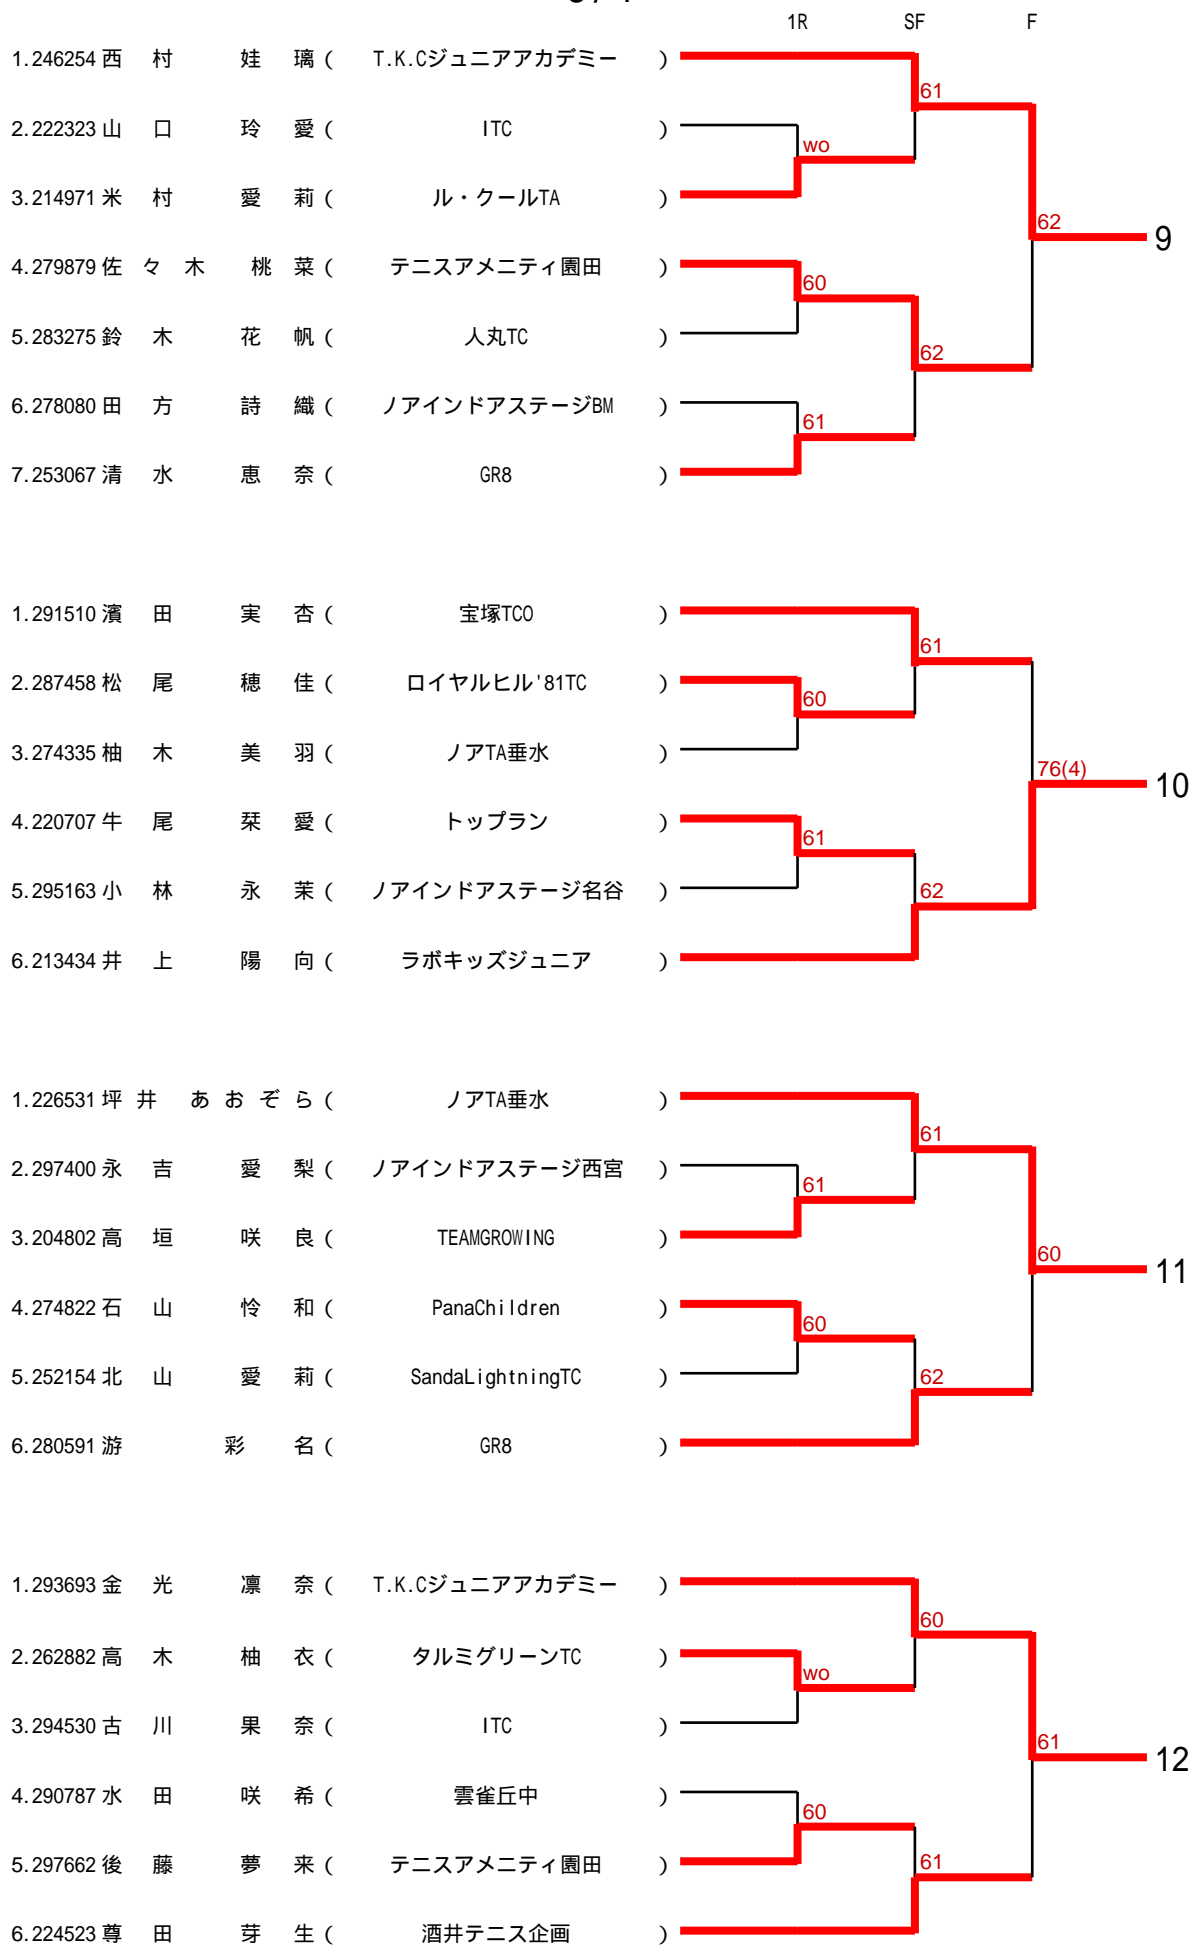 1R SF F
1.246254 西 村 娃 璃 ( T.K.Cジュニアアカデミー )
61
2.222323 山 口 玲 愛 ( ITC )
wo
3.214971 米 村 愛 莉 ( ル・クールTA )
62 9
4.279879 佐 々 木 桃 菜 ( テニスアメニティ園田 )
60
5.283275 鈴 木 花 帆 ( 人丸TC )
62
6.278080 田 方 詩 織 ( ノアインドアステージBM )
61
7.253067 清 水 恵 奈 ( GR8 )
1.291510 濱 田 実 杏 ( 宝塚TCO )
61
2.287458 松 尾 穂 佳 ( ロイヤルヒル'81TC )
60
3.274335 柚 木 美 羽 ( ノアTA垂水 )
76(4) 10
4.220707 牛 尾 栞 愛 ( トップラン )
61
5.295163 小 林 永 茉 ( ノアインドアステージ名谷 )
62
6.213434 井 上 陽 向 ( ラボキッズジュニア )
1.226531 坪 井 あ お ぞ ら ( ノアTA垂水 )
61
2.297400 永 吉 愛 梨 ( ノアインドアステージ西宮 )
61
3.204802 高 垣 咲 良 ( TEAMGROWING )
60 11
4.274822 石 山 怜 和 ( PanaChildren )
60
5.252154 北 山 愛 莉 ( SandaLightningTC )
62
6.280591 游 彩 名 ( GR8 )
1.293693 金 光 凛 奈 ( T.K.Cジュニアアカデミー )
60
2.262882 高 木 柚 衣 ( タルミグリーンTC )
wo
3.294530 古 川 果 奈 ( ITC )
61 12
4.290787 水 田 咲 希 ( 雲雀丘中 )
60
5.297662 後 藤 夢 来 ( テニスアメニティ園田 )
61
6.224523 尊 田 芽 生 ( 酒井テニス企画 )